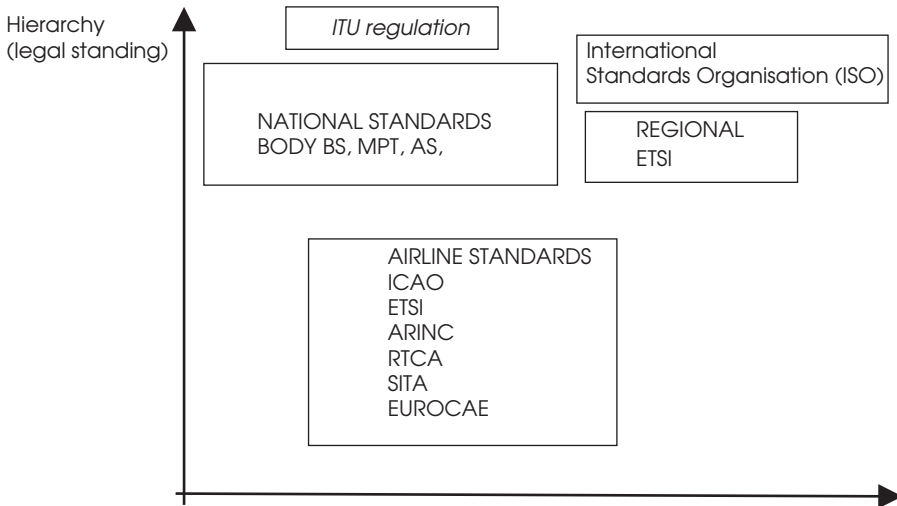 Hierarchy
(legal standing)
ITU regulation
International
Standards Organisation (ISO)
NATIONAL STANDARDS
BODY BS, MPT, AS,
REGIONAL
ETSI
AIRLINE STANDARDS
ICAO
ETSI
ARINC
RTCA
SITA
EUROCAE